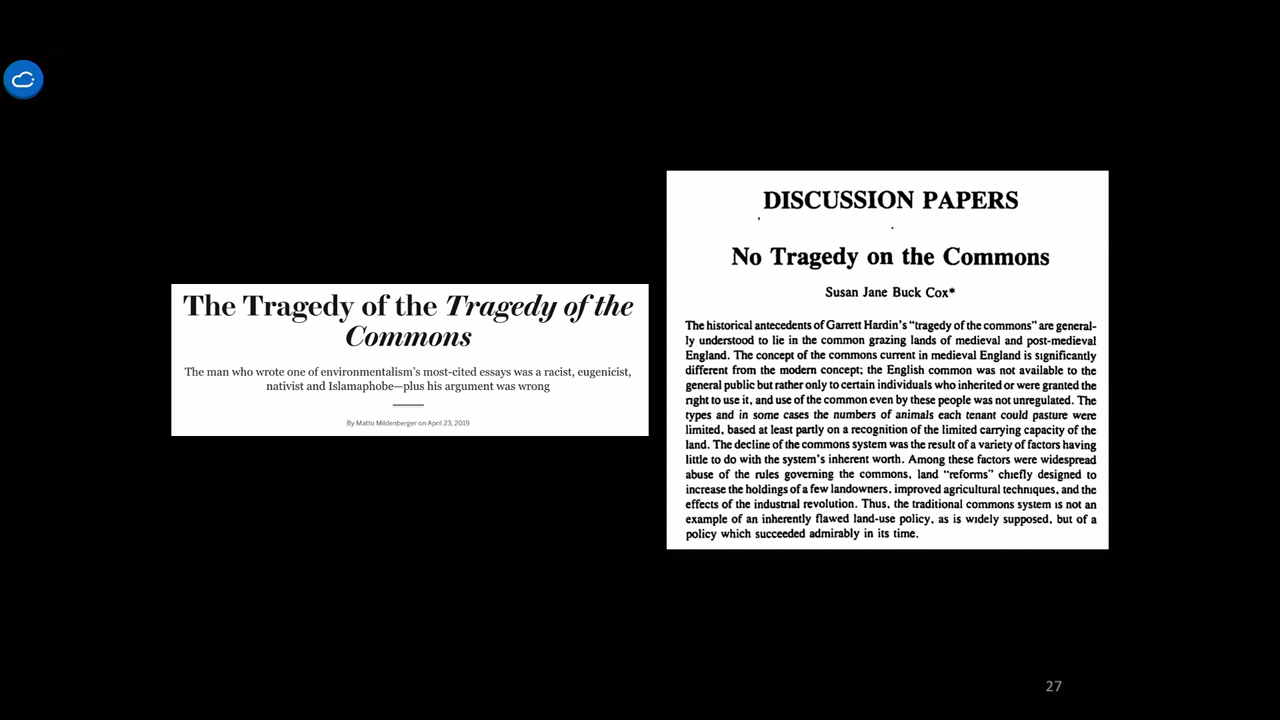 The Tragedy of the Tragedy of the
Commons
The man who wrote one of environmentalism's most-cited essays was a racist, eugenicist,
nativist and Islamaphobe—plus his argument was wrong
By Matto Mildenberger on April 23, 2019
DISCUSSION PAPERS
No Tragedy on the Commons
Susan Jane Buck Cox*
The historical antecedents of Garrett Hardin's "tragedy of the commons" are general-
ly understood to lie in the common grazing lands of medieval and post-medieval
England. The concept of the commons current in medieval England is significantly
different from the modern concept; the English common was not available to the
general public but rather only to certain individuals who inherited or were granted the
right to use it, and use of the common even by these people was not unregulated. The
types and in some cases the numbers of animals each tenant could pasture were
limited, based at least partly on a recognition of the limited carrying capacity of the
land. The decline of the commons system was the result of a variety of factors having
little to do with the system's inherent worth. Among these factors were widespread
abuse of the rules governing the commons, land "reforms" chiefly designed to
increase the holdings of a few landowners, improved agricultural techniques, and the
effects of the industrial revolution. Thus, the traditional commons system is not an
example of an inherently flawed land-use policy, as is widely supposed, but of a
policy which succeeded admirably in its time.
27